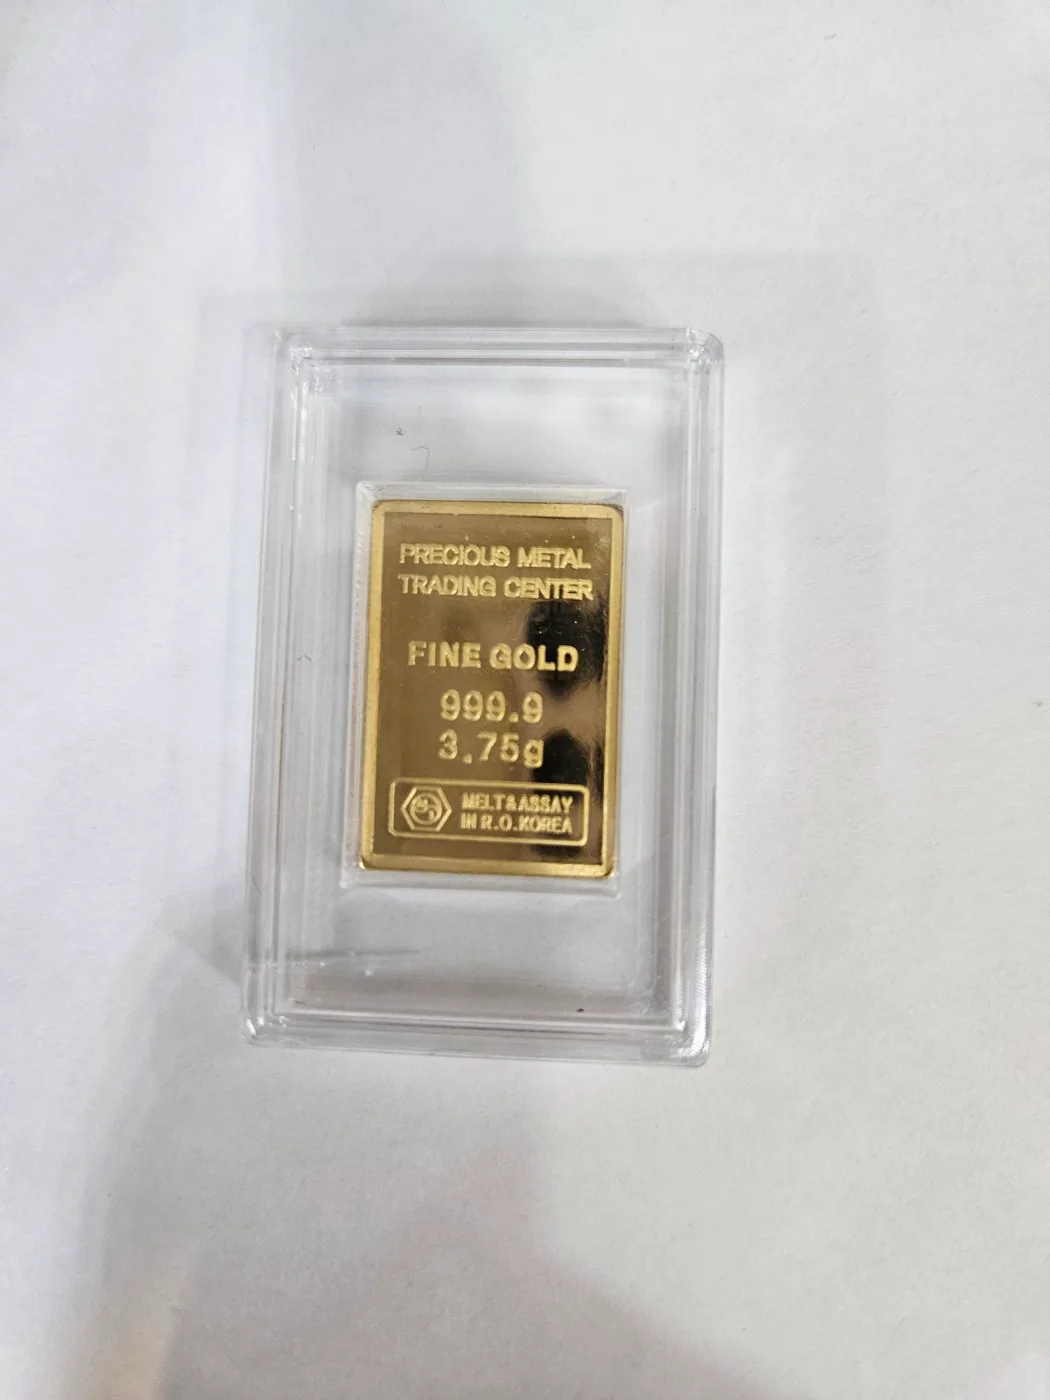 PRECIOUS METAL
TRADING CENTER
FINE GOLD
999.9
3.75g
MELT & ASSAY
IN R.O.KOREA